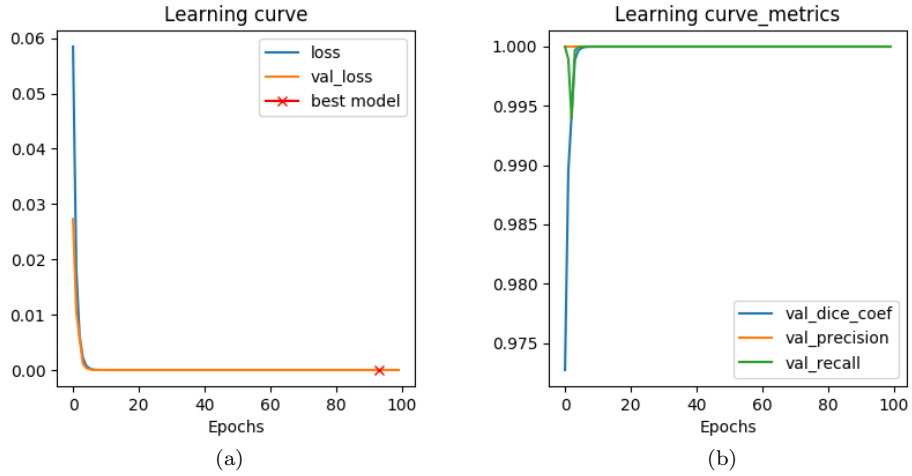 Learning curve
0.06
0.05
0.04
0.03
0.02
0.01
0.00
loss
val_loss
best model
0 20 40 60 80 100
Epochs
(a)
Learning curve_metrics
1.000
0.995
0.990
0.985
0.980
0.975
val_dice_coef
val_precision
val_recall
0 20 40 60 80 100
Epochs
(b)